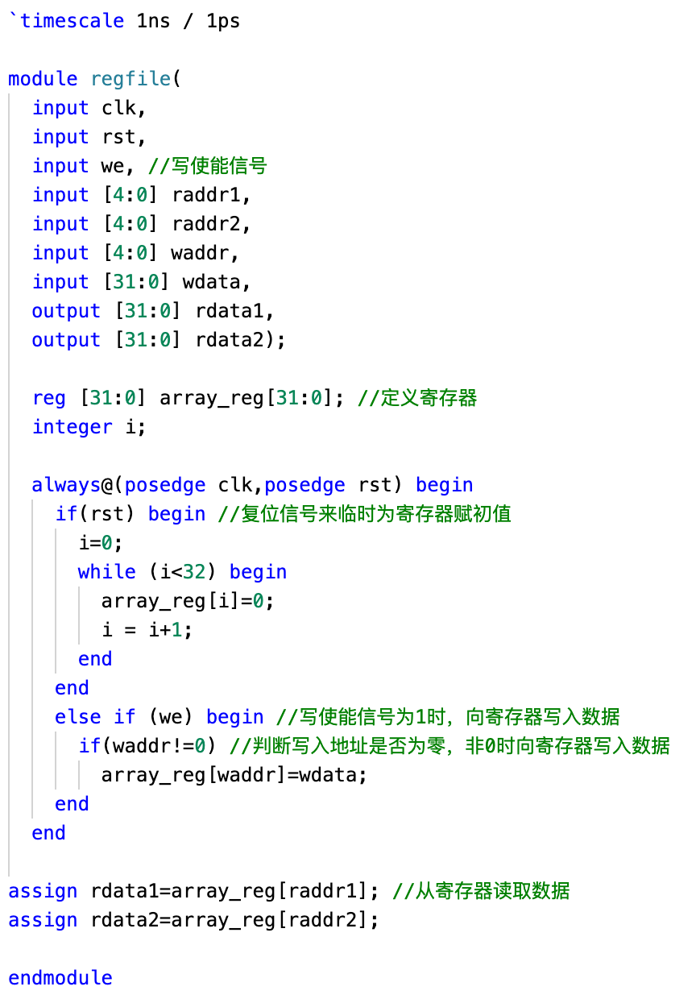 `timescale 1ns / 1ps
module regfile(
input clk,
input rst,
input we, //写使能信号
input [4:0] raddr1,
input [4:0] raddr2,
input [4:0] waddr,
input [31:0] wdata,
output [31:0] rdata1,
output [31:0] rdata2);
reg [31:0] array_reg[31:0]; //定义寄存器
integer i;
always@(posedge clk,posedge rst) begin
if(rst) begin //复位信号来临时为寄存器赋初值
i=0;
while (i<32) begin
array_reg[i]=0;
i = i+1;
end
end
else if (we) begin //写使能信号为1时，向寄存器写入数据
if(waddr!=0) //判断写入地址是否为零，非0时向寄存器写入数据
array_reg[waddr]=wdata;
end
end
assign rdata1=array_reg[raddr1]; //从寄存器读取数据
assign rdata2=array_reg[raddr2];
endmodule